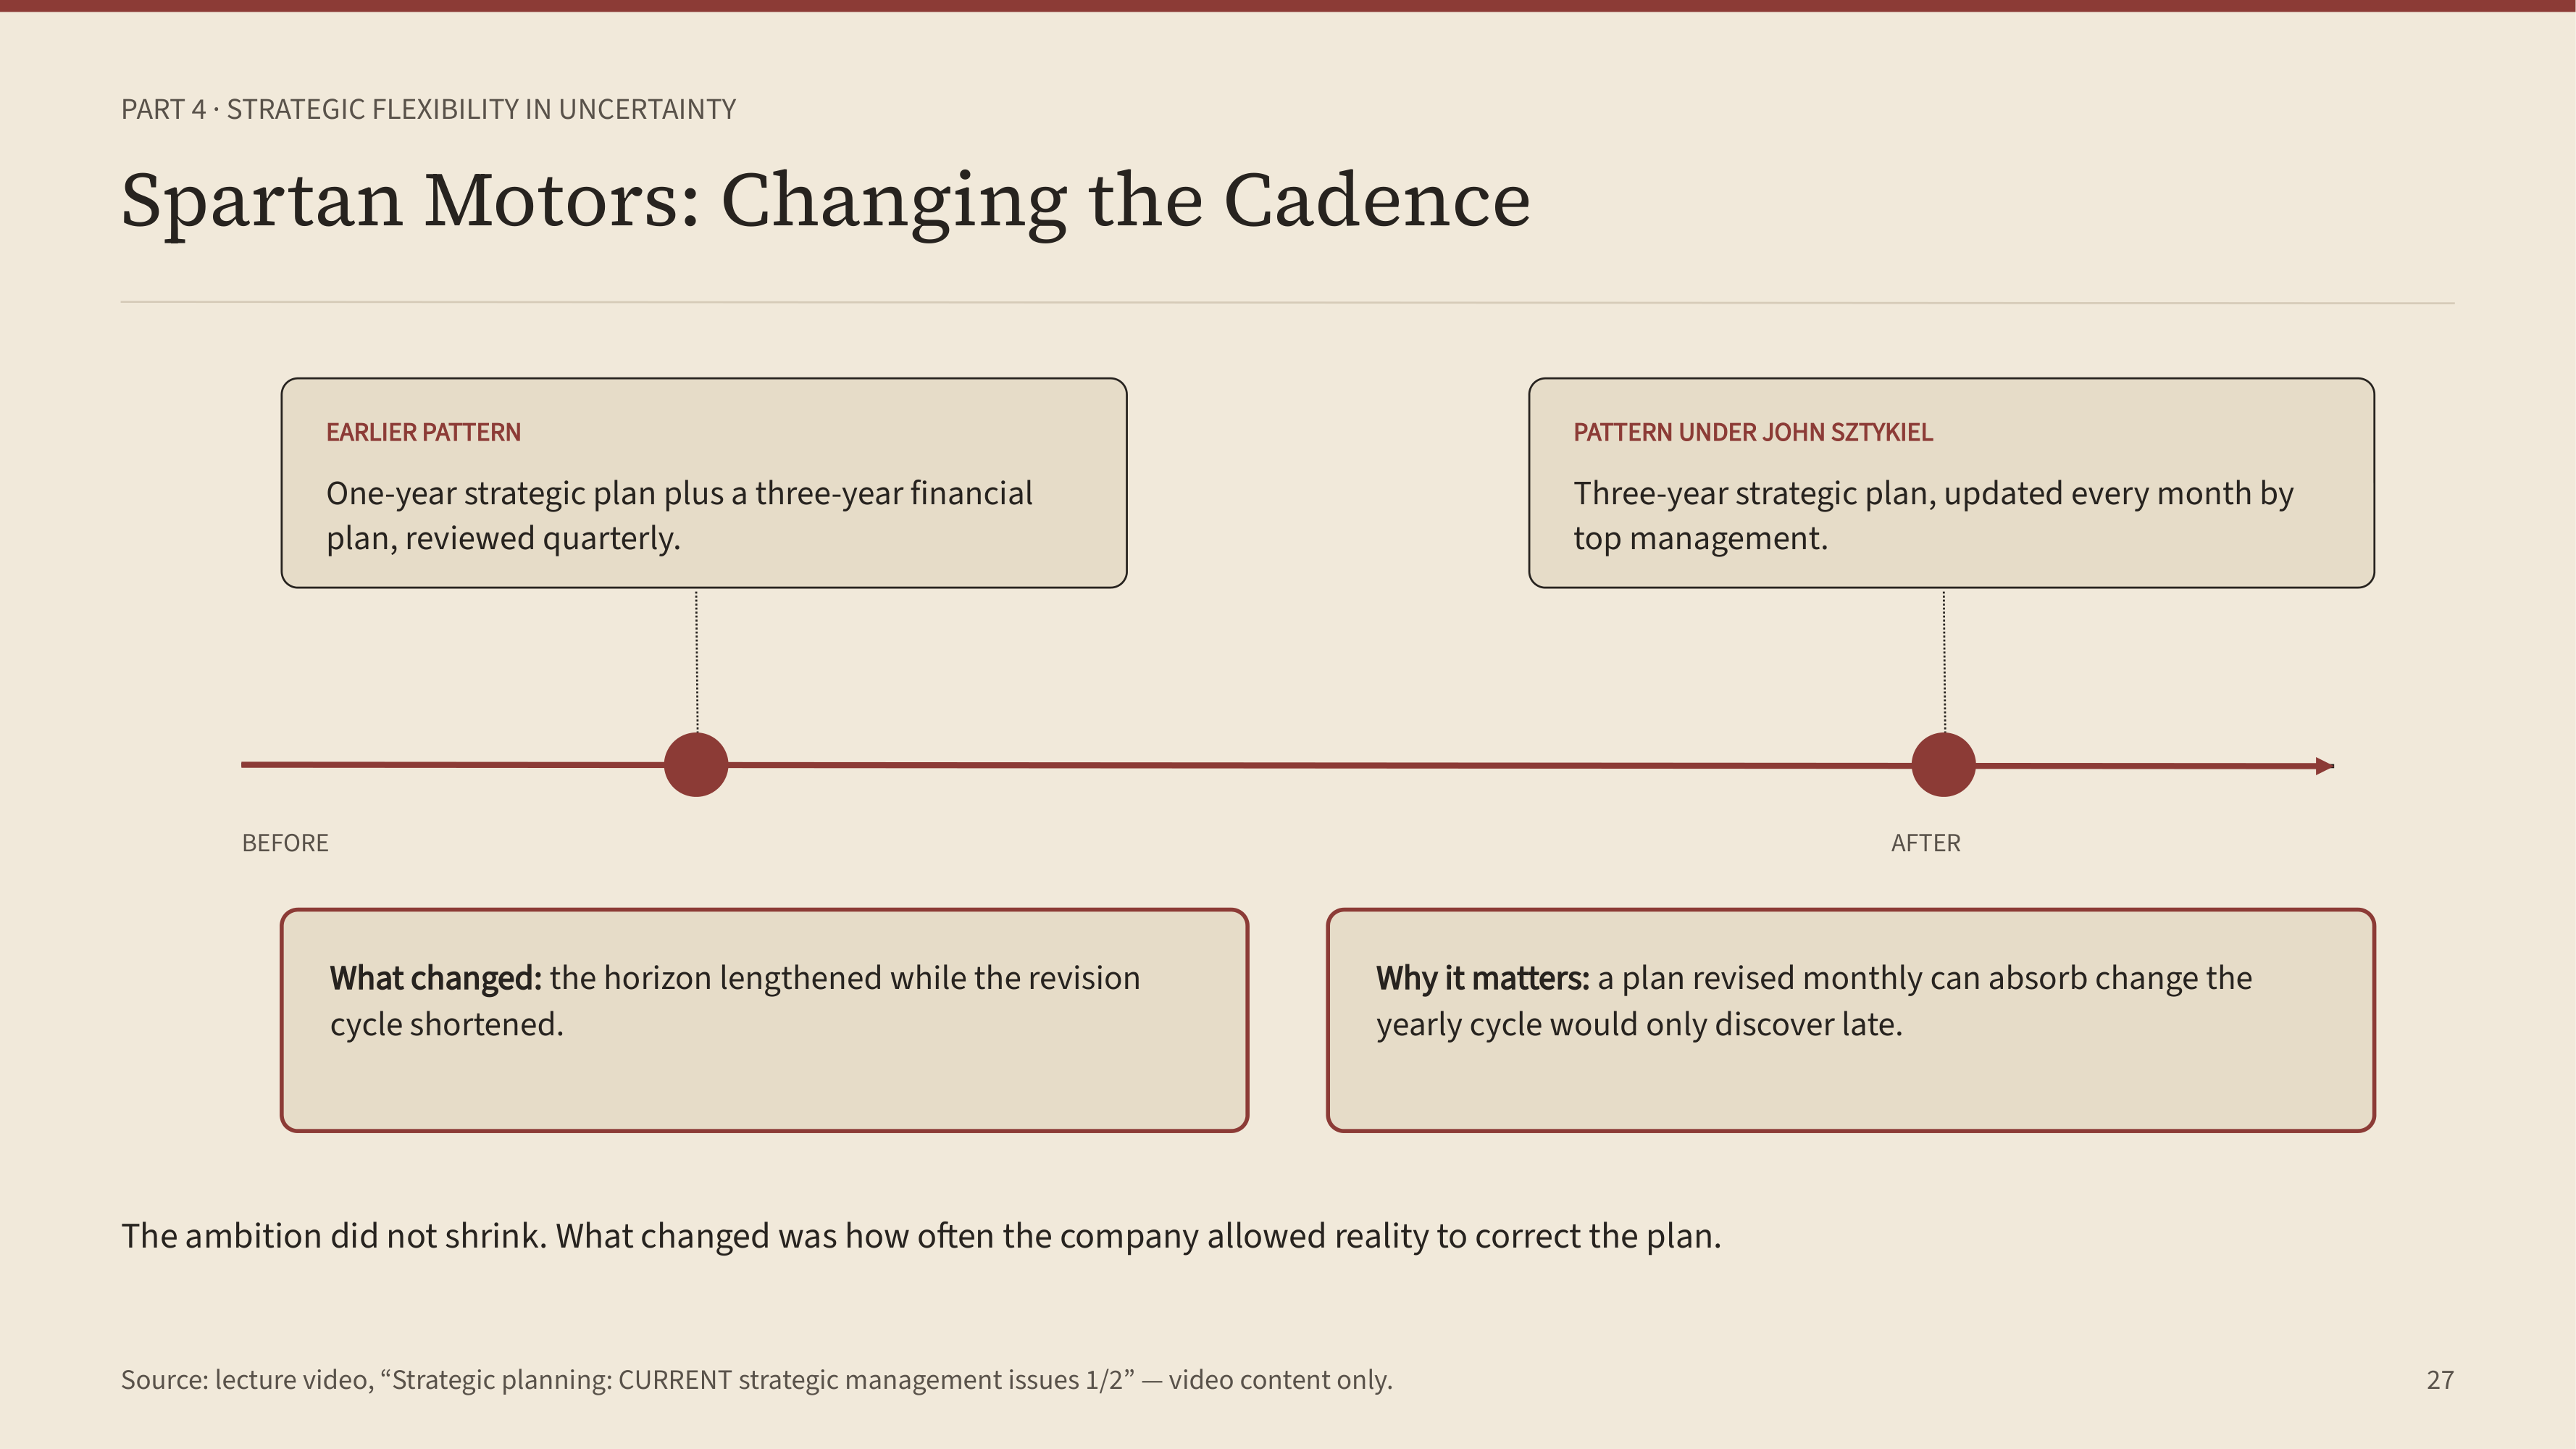 PART 4 · STRATEGIC FLEXIBILITY IN UNCERTAINTY
Spartan Motors: Changing the Cadence
EARLIER PATTERN
One-year strategic plan plus a three-year financial
plan, reviewed quarterly.
PATTERN UNDER JOHN SZTYKIEL
Three-year strategic plan, updated every month by
top management.
BEFORE
AFTER
What changed: the horizon lengthened while the revision
cycle shortened.
Why it matters: a plan revised monthly can absorb change the
yearly cycle would only discover late.
The ambition did not shrink. What changed was how often the company allowed reality to correct the plan.
Source: lecture video, “Strategic planning: CURRENT strategic management issues 1/2” — video content only.
27